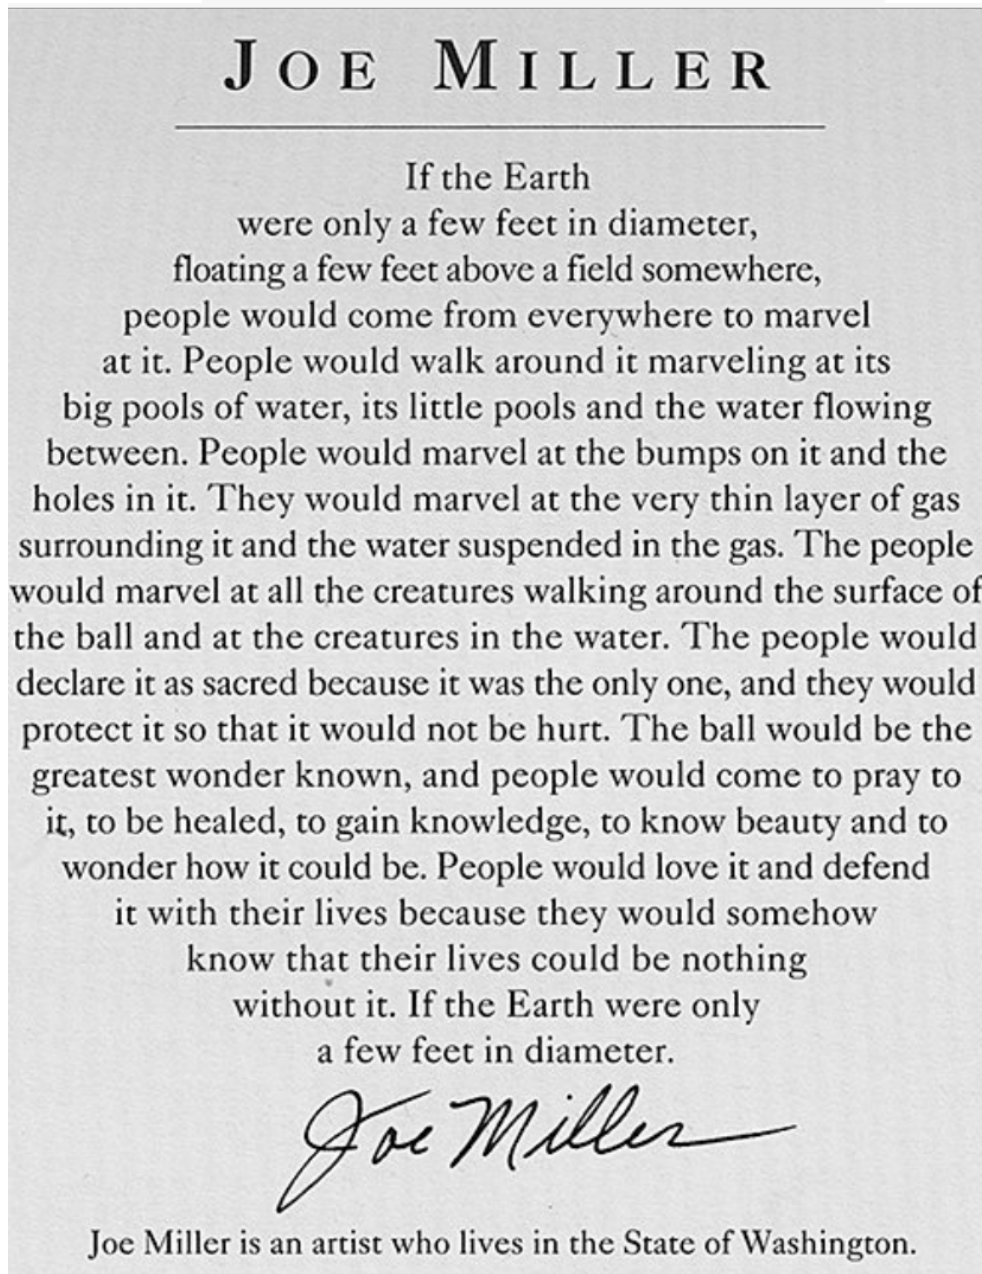 JOE MILLER
If the Earth
were only a few feet in diameter,
floating a few feet above a field somewhere,
people would come from everywhere to marvel
at it. People would walk around it marveling at its
big pools of water, its little pools and the water flowing
between. People would marvel at the bumps on it and the
holes in it. They would marvel at the very thin layer of gas
surrounding it and the water suspended in the gas. The people
would marvel at all the creatures walking around the surface of
the ball and at the creatures in the water. The people would
declare it as sacred because it was the only one, and they would
protect it so that it would not be hurt. The ball would be the
greatest wonder known, and people would come to pray to
it, to be healed, to gain knowledge, to know beauty and to
wonder how it could be. People would love it and defend
it with their lives because they would somehow
know that their lives could be nothing
without it. If the Earth were only
a few feet in diameter.
Joe Miller
Joe Miller is an artist who lives in the State of Washington.